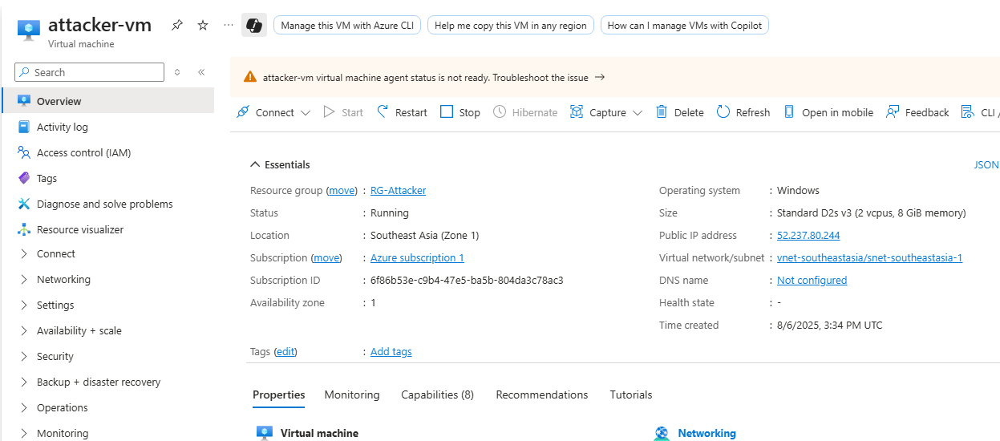 attacker-vm
Virtual machine
Manage this VM with Azure CLI
Help me copy this VM in any region
How can I manage VMs with Copilot
Search
attacker-vm virtual machine agent status is not ready. Troubleshoot the issue →
Connect Start Restart Stop Hibernate Capture Delete Refresh Open in mobile Feedback CLI /
Overview
Activity log
Access control (IAM)
Tags
Diagnose and solve problems
Resource visualizer
Connect
Networking
Settings
Availability + scale
Security
Backup + disaster recovery
Operations
Monitoring
Essentials
JSON
Resource group (move) : RG-Attacker
Status : Running
Location : Southeast Asia (Zone 1)
Subscription (move) : Azure subscription 1
Subscription ID : 6f86b53e-c9b4-47e5-ba5b-804da3c78ac3
Availability zone : 1
Operating system : Windows
Size : Standard D2s v3 (2 vcpus, 8 GiB memory)
Public IP address : 52.237.80.244
Virtual network/subnet : vnet-southeastasia/snet-southeastasia-1
DNS name : Not configured
Health state : -
Time created : 8/6/2025, 3:34 PM UTC
Tags (edit) : Add tags
Properties Monitoring Capabilities (8) Recommendations Tutorials
Virtual machine
Networking